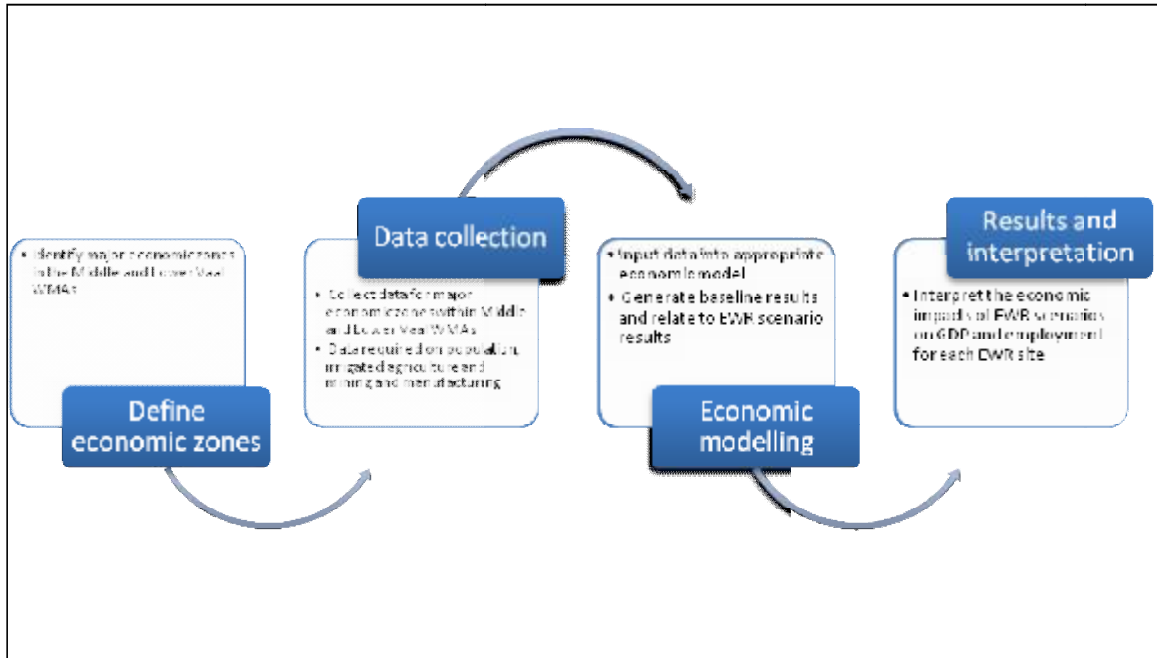 • Identify major economic zones
in the Middle and Lower Vaal
WMAs
Define
economic zones
Data collection
• Collect data for major
economic zones within Middle
and Lower Vaal WMAs
• Data required on population,
irrigated agriculture and
mining and manufacturing
• Input data into appropriate
economic model
• Generate baseline results
and relate to EWR scenario
results
Economic
modelling
Results and
interpretation
• Interpret the economic
impacts of EWR scenarios
on GDP and employment
for each EWR site